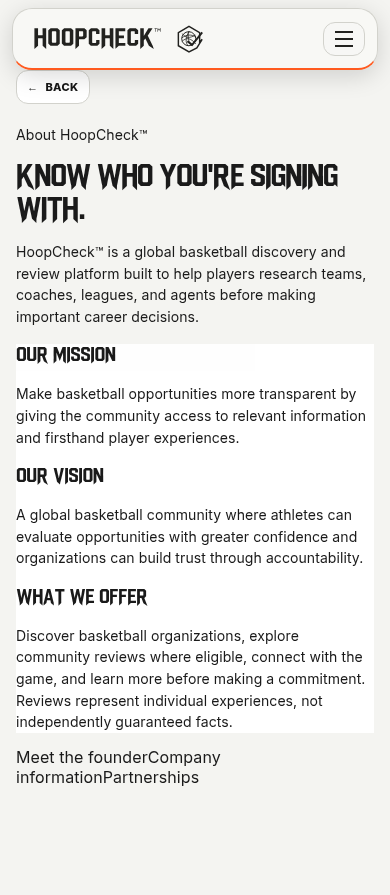 HOOPCHECK™
← BACK
About HoopCheck™
KNOW WHO YOU'RE SIGNING
WITH.
HoopCheck™ is a global basketball discovery and
review platform built to help players research teams,
coaches, leagues, and agents before making
important career decisions.
OUR MISSION
Make basketball opportunities more transparent by
giving the community access to relevant information
and firsthand player experiences.
OUR VISION
A global basketball community where athletes can
evaluate opportunities with greater confidence and
organizations can build trust through accountability.
WHAT WE OFFER
Discover basketball organizations, explore
community reviews where eligible, connect with the
game, and learn more before making a commitment.
Reviews represent individual experiences, not
independently guaranteed facts.
Meet the founderCompany
informationPartnerships